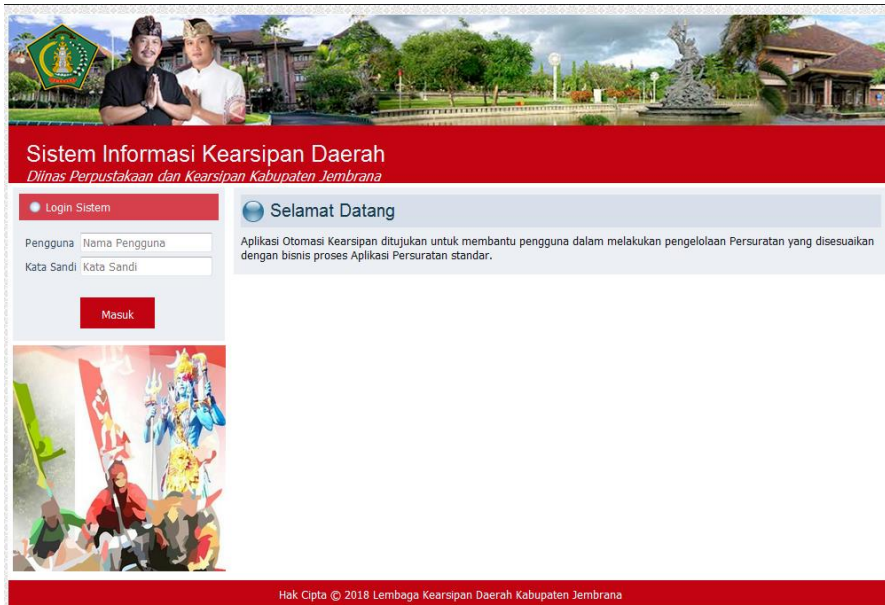 Sistem Informasi Kearsipan Daerah
Diinas Perpustakaan dan Kearsipan Kabupaten Jembrana
Login Sistem
Pengguna Nama Pengguna
Kata Sandi Kata Sandi
Masuk
Selamat Datang
Aplikasi Otomasi Kearsipan ditujukan untuk membantu pengguna dalam melakukan pengelolaan Persuratan yang disesuaikan
dengan bisnis proses Aplikasi Persuratan standar.
Hak Cipta © 2018 Lembaga Kearsipan Daerah Kabupaten Jembrana